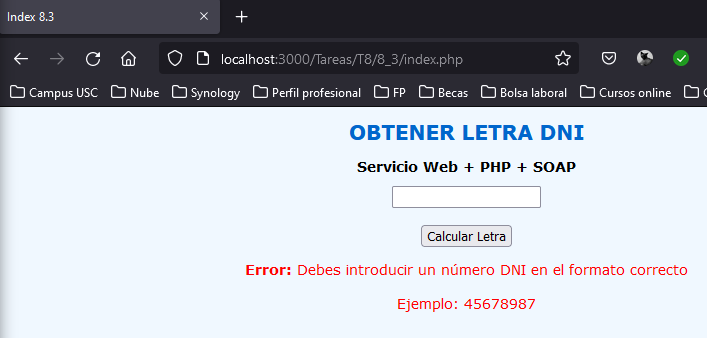 Index 8.3
localhost:3000/Tareas/T8/8_3/index.php
Campus USC Nube Synology Perfil profesional FP Becas Bolsa laboral Cursos online
OBTENER LETRA DNI
Servicio Web + PHP + SOAP
Calcular Letra
Error: Debes introducir un número DNI en el formato correcto
Ejemplo: 45678987